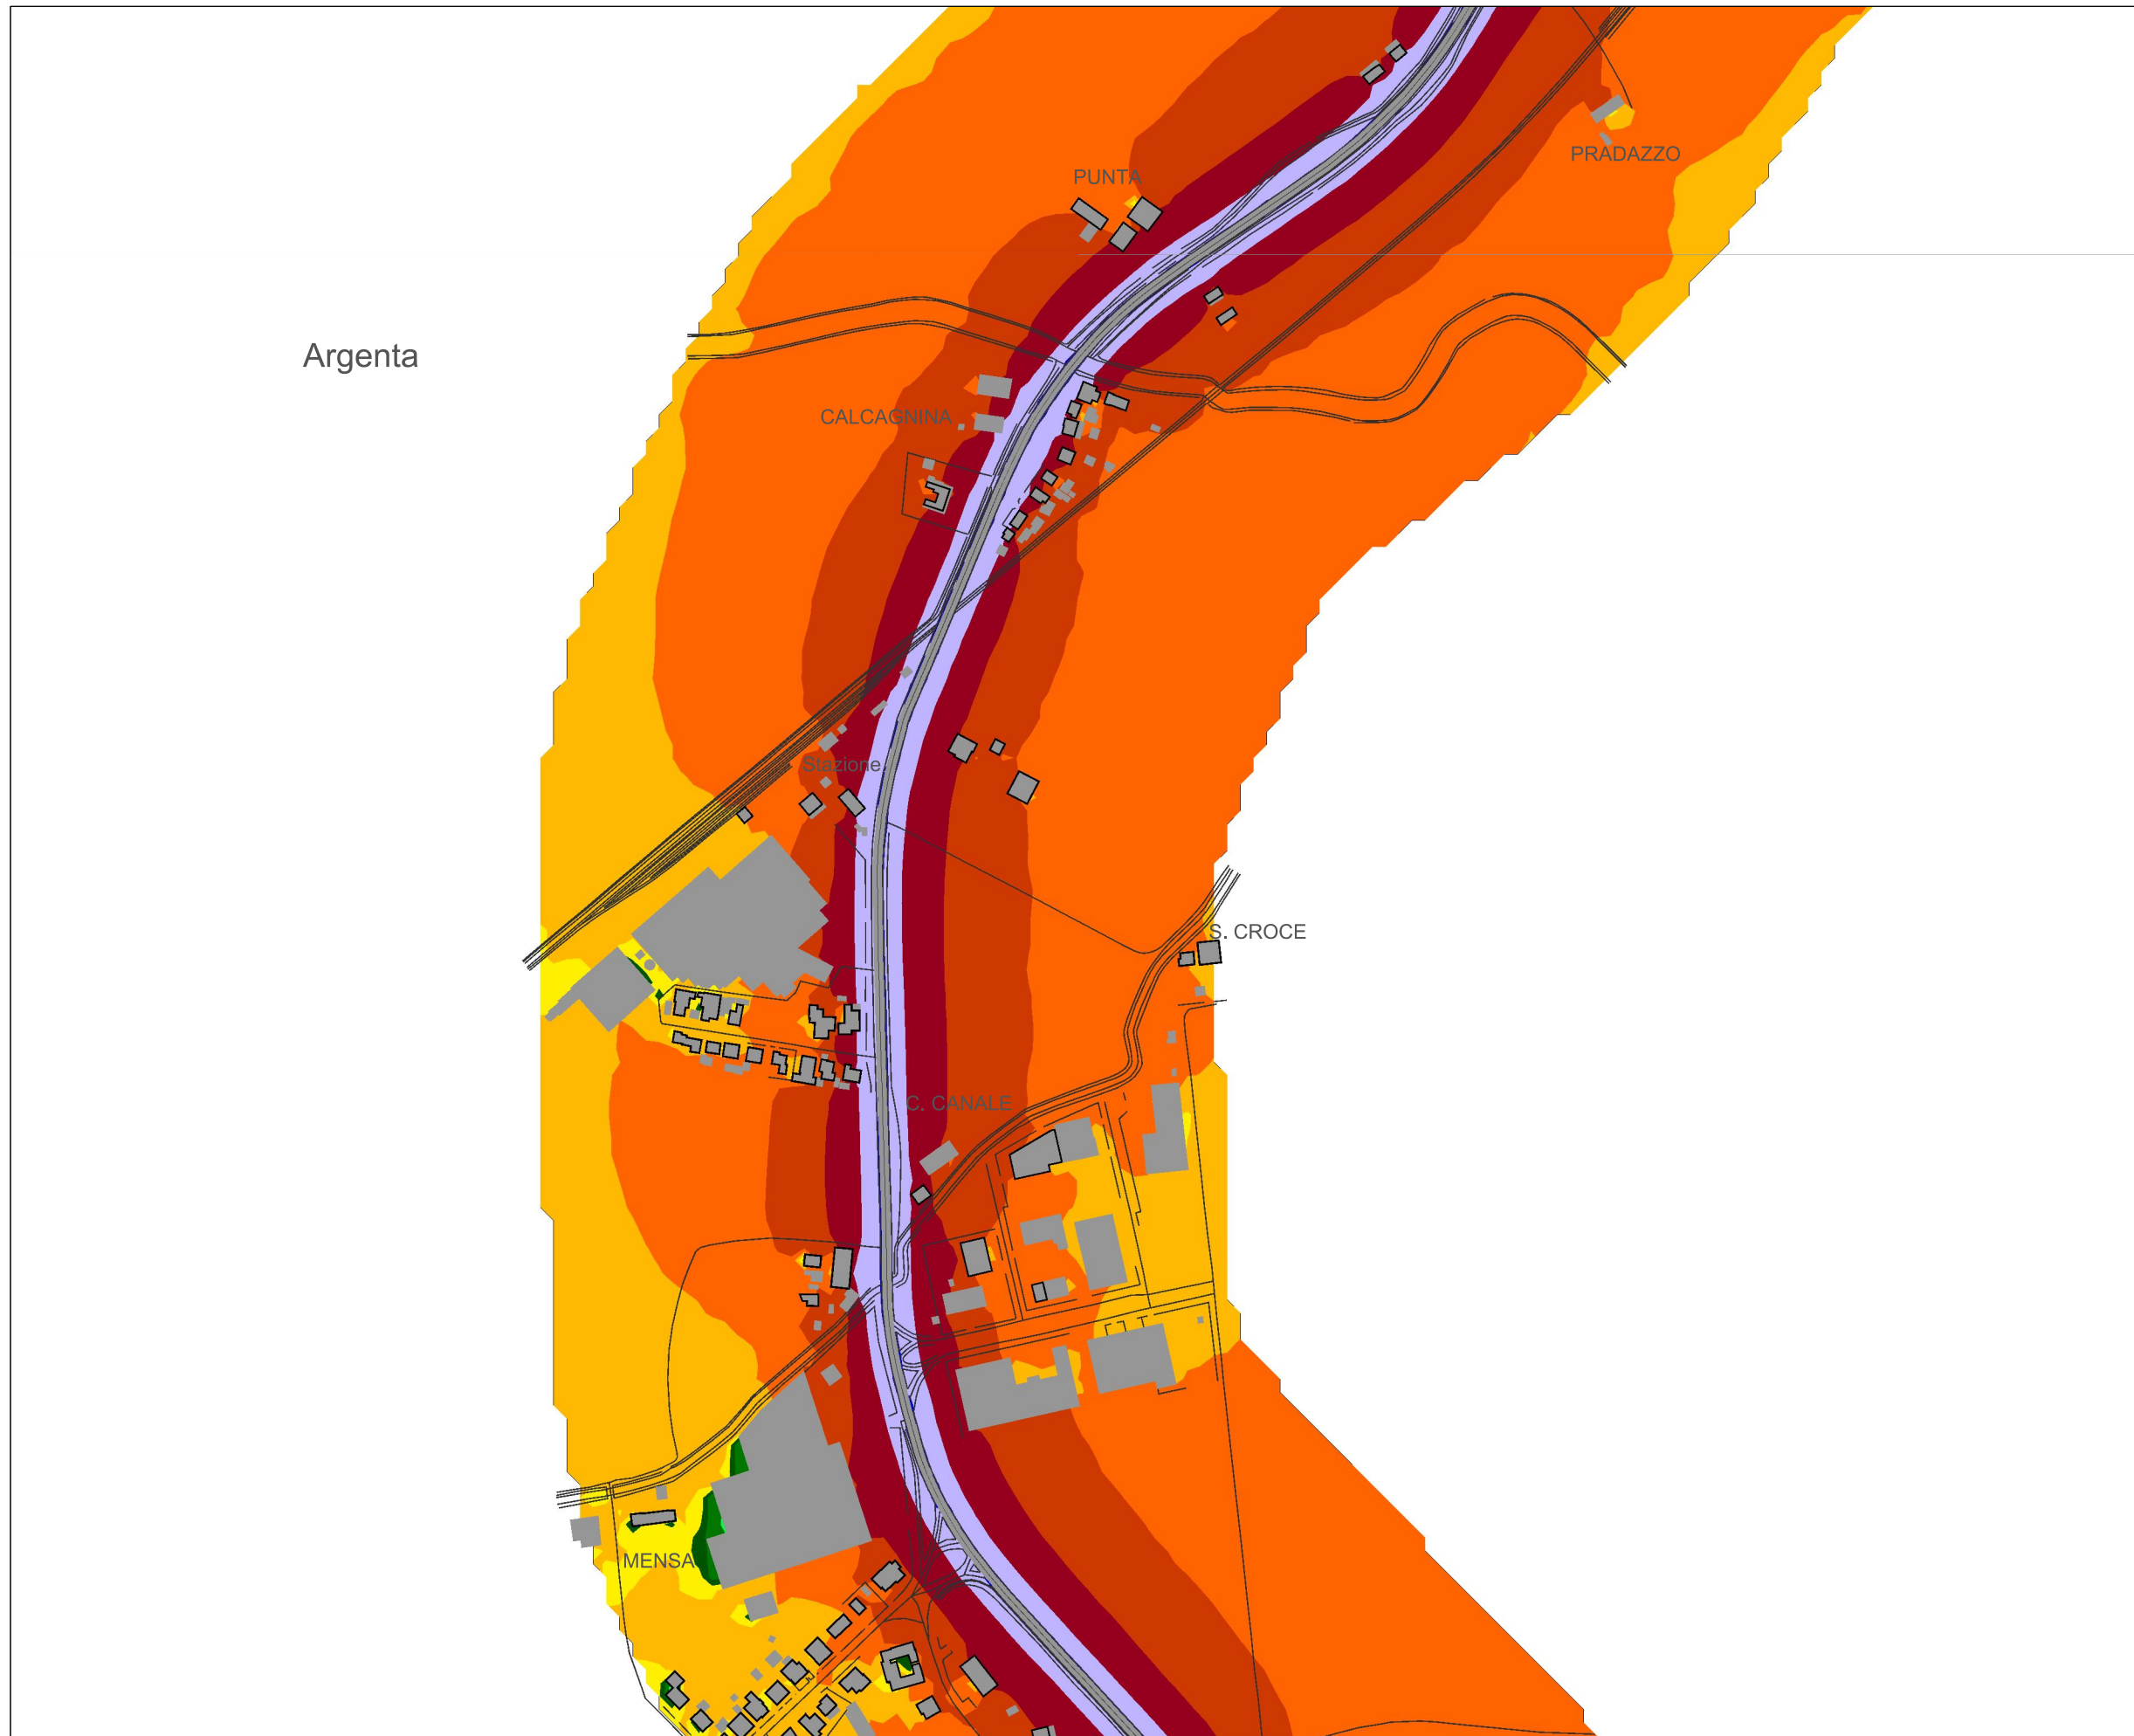 PRADAZZO
PUNTA
Argenta
CALCAGNINA
Stazione
S. CROCE
C. CANALE
MENSA